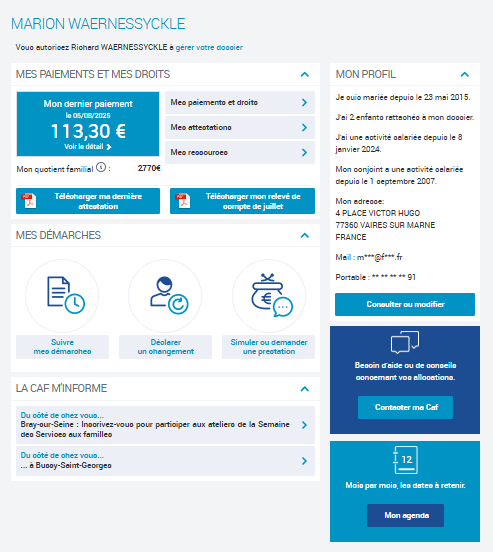 MARION WAERNESSYCKLE
Vous autorisez Richard WAERNESSYCKLE à gérer votre dossier
MES PAIEMENTS ET MES DROITS
Mon dernier paiement
le 05/08/2025
113,30 €
Voir le détail
Mes paiements et droits
Mes attestations
Mes ressources
Mon quotient familial i : 2770€
PDF Télécharger ma dernière
attestation
PDF Télécharger mon relevé de
compte de juillet
MES DÉMARCHES
Suivre
mes démarches
Déclarer
un changement
€
Simuler ou demander
une prestation
LA CAF M'INFORME
Du côté de chez vous...
Bray-sur-Seine : Inscrivez-vous pour participer aux ateliers de la Semaine
des Services aux familles
Du côté de chez vous...
... à Bussy-Saint-Georges
MON PROFIL
Je suis mariée depuis le 23 mai 2015.
J'ai 2 enfants rattachés à mon dossier.
J'ai une activité salariée depuis le 8
janvier 2024.
Mon conjoint a une activité salariée
depuis le 1 septembre 2007.
Mon adresse:
4 PLACE VICTOR HUGO
77360 VAIRES SUR MARNE
FRANCE
Mail : m***@f***.fr
Portable : ** ** ** ** 91
Consulter ou modifier
Besoin d'aide ou de conseils
concernant vos allocations.
Contacter ma Caf
12
Mois par mois, les dates à retenir.
Mon agenda